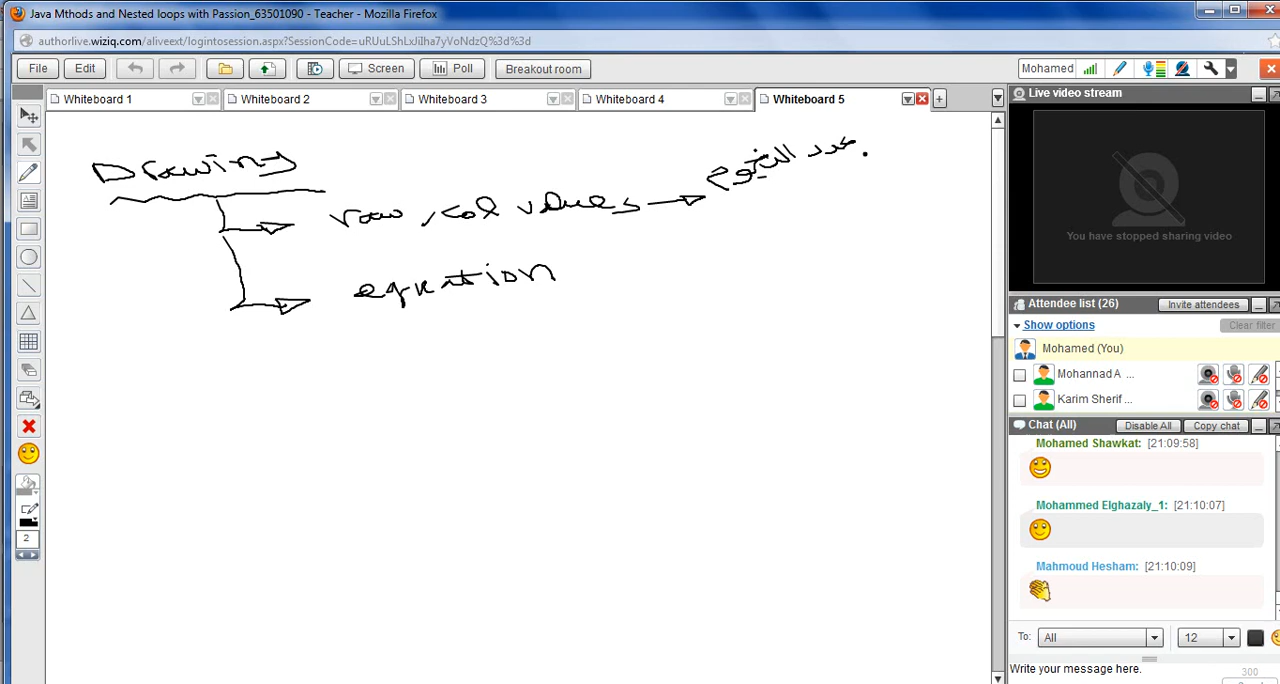 Java Mthods and Nested loops with Passion_63501090 - Teacher - Mozilla Firefox
authorlive.wiziq.com/aliveext/logintosession.aspx?SessionCode=uRUuLShLxJiIha7yVoNdzQ%3d%3d
File Edit Screen Poll Breakout room Mohamed
Whiteboard 1 Whiteboard 2 Whiteboard 3 Whiteboard 4 Whiteboard 5 +
Drawing
row, col values عدد النجوم
equation
2
Live video stream
You have stopped sharing video
Attendee list (26) Invite attendees
Show options Clear filter
Mohamed (You)
Mohannad A ...
Karim Sherif ...
Chat (All) Disable All Copy chat
Mohamed Shawkat: [21:09:58]
Mohammed Elghazaly_1: [21:10:07]
Mahmoud Hesham: [21:10:09]
To: All 12
Write your message here. 300